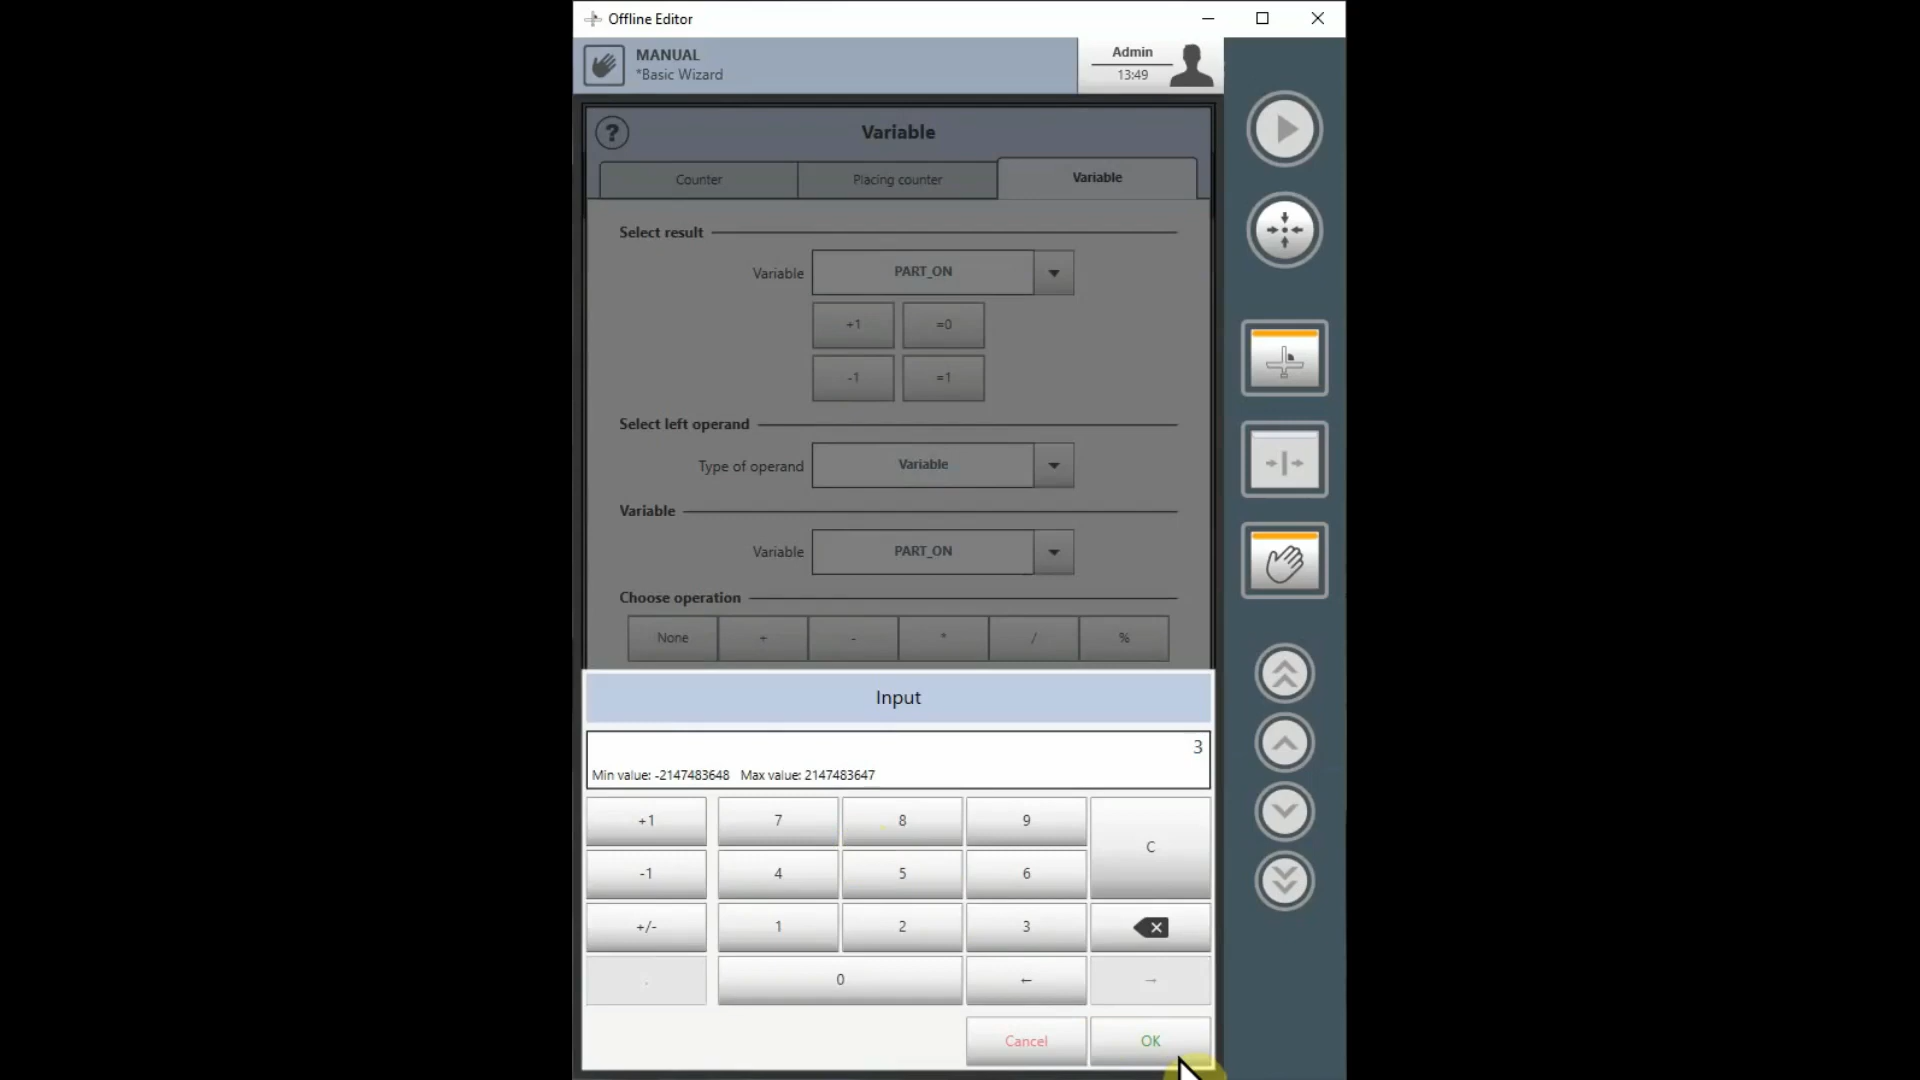 Offline Editor
MANUAL
*Basic Wizard
Admin
13:49
?
Variable
Counter
Placing counter
Variable
Select result
Variable
PART_ON
+1
=0
-1
=1
Select left operand
Type of operand
Variable
Variable
Variable
PART_ON
Choose operation
None
+
-
*
/
%
Input
3
Min value: -2147483648 Max value: 2147483647
+1
7
8
9
C
-1
4
5
6
+/-
1
2
3
.
0
←
→
Cancel
OK